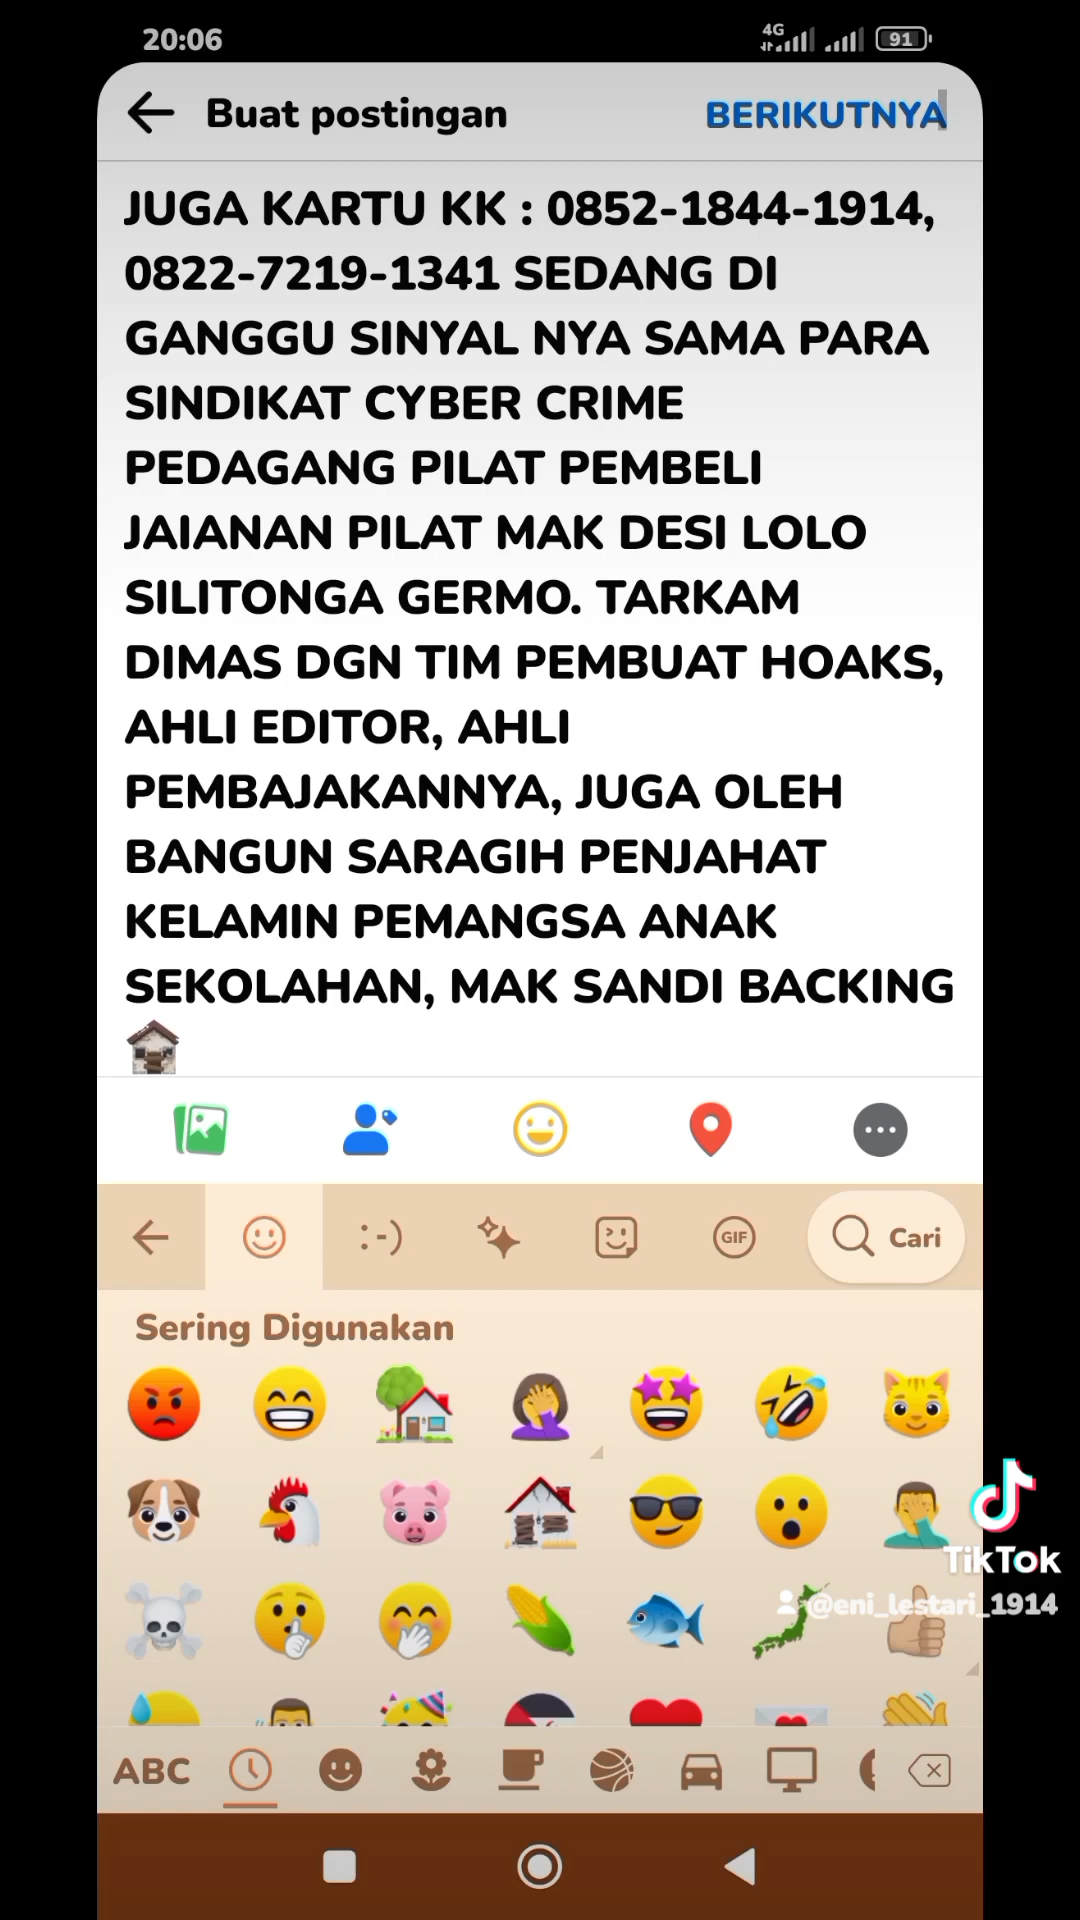 20:06
4G
91
Buat postingan
BERIKUTNYA
JUGA KARTU KK : 0852-1844-1914,
0822-7219-1341 SEDANG DI
GANGGU SINYAL NYA SAMA PARA
SINDIKAT CYBER CRIME
PEDAGANG PILAT PEMBELI
JAIANAN PILAT MAK DESI LOLO
SILITONGA GERMO. TARKAM
DIMAS DGN TIM PEMBUAT HOAKS,
AHLI EDITOR, AHLI
PEMBAJAKANNYA, JUGA OLEH
BANGUN SARAGIH PENJAHAT
KELAMIN PEMANGSA ANAK
SEKOLAHAN, MAK SANDI BACKING
:-)
GIF
Cari
Sering Digunakan
TikTok
@eni_lestari_1914
ABC